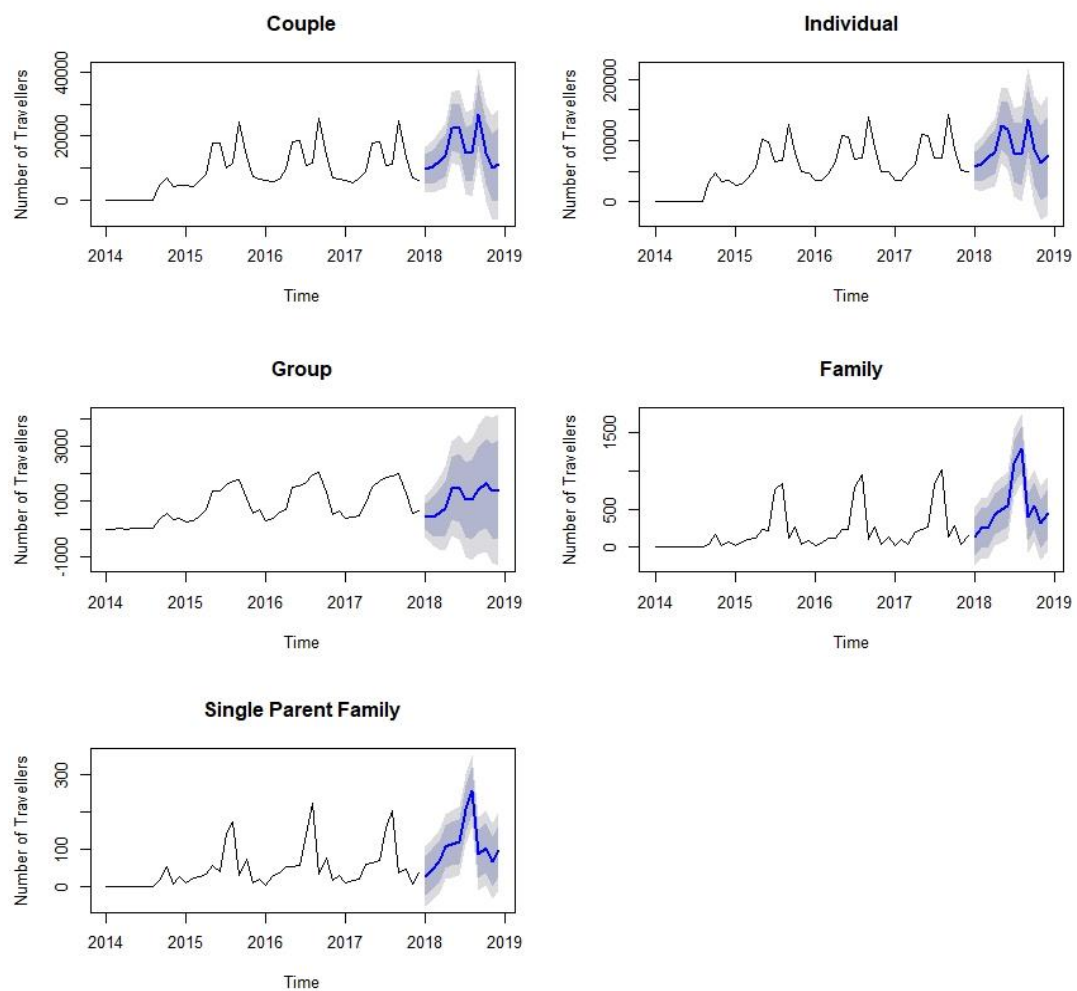 Couple
Number of Travellers
0 20000 40000
2014 2015 2016 2017 2018 2019
Time
Individual
Number of Travellers
0 10000 20000
2014 2015 2016 2017 2018 2019
Time
Group
Number of Travellers
-1000 1000 3000
2014 2015 2016 2017 2018 2019
Time
Family
Number of Travellers
0 500 1500
2014 2015 2016 2017 2018 2019
Time
Single Parent Family
Number of Travellers
0 100 300
2014 2015 2016 2017 2018 2019
Time